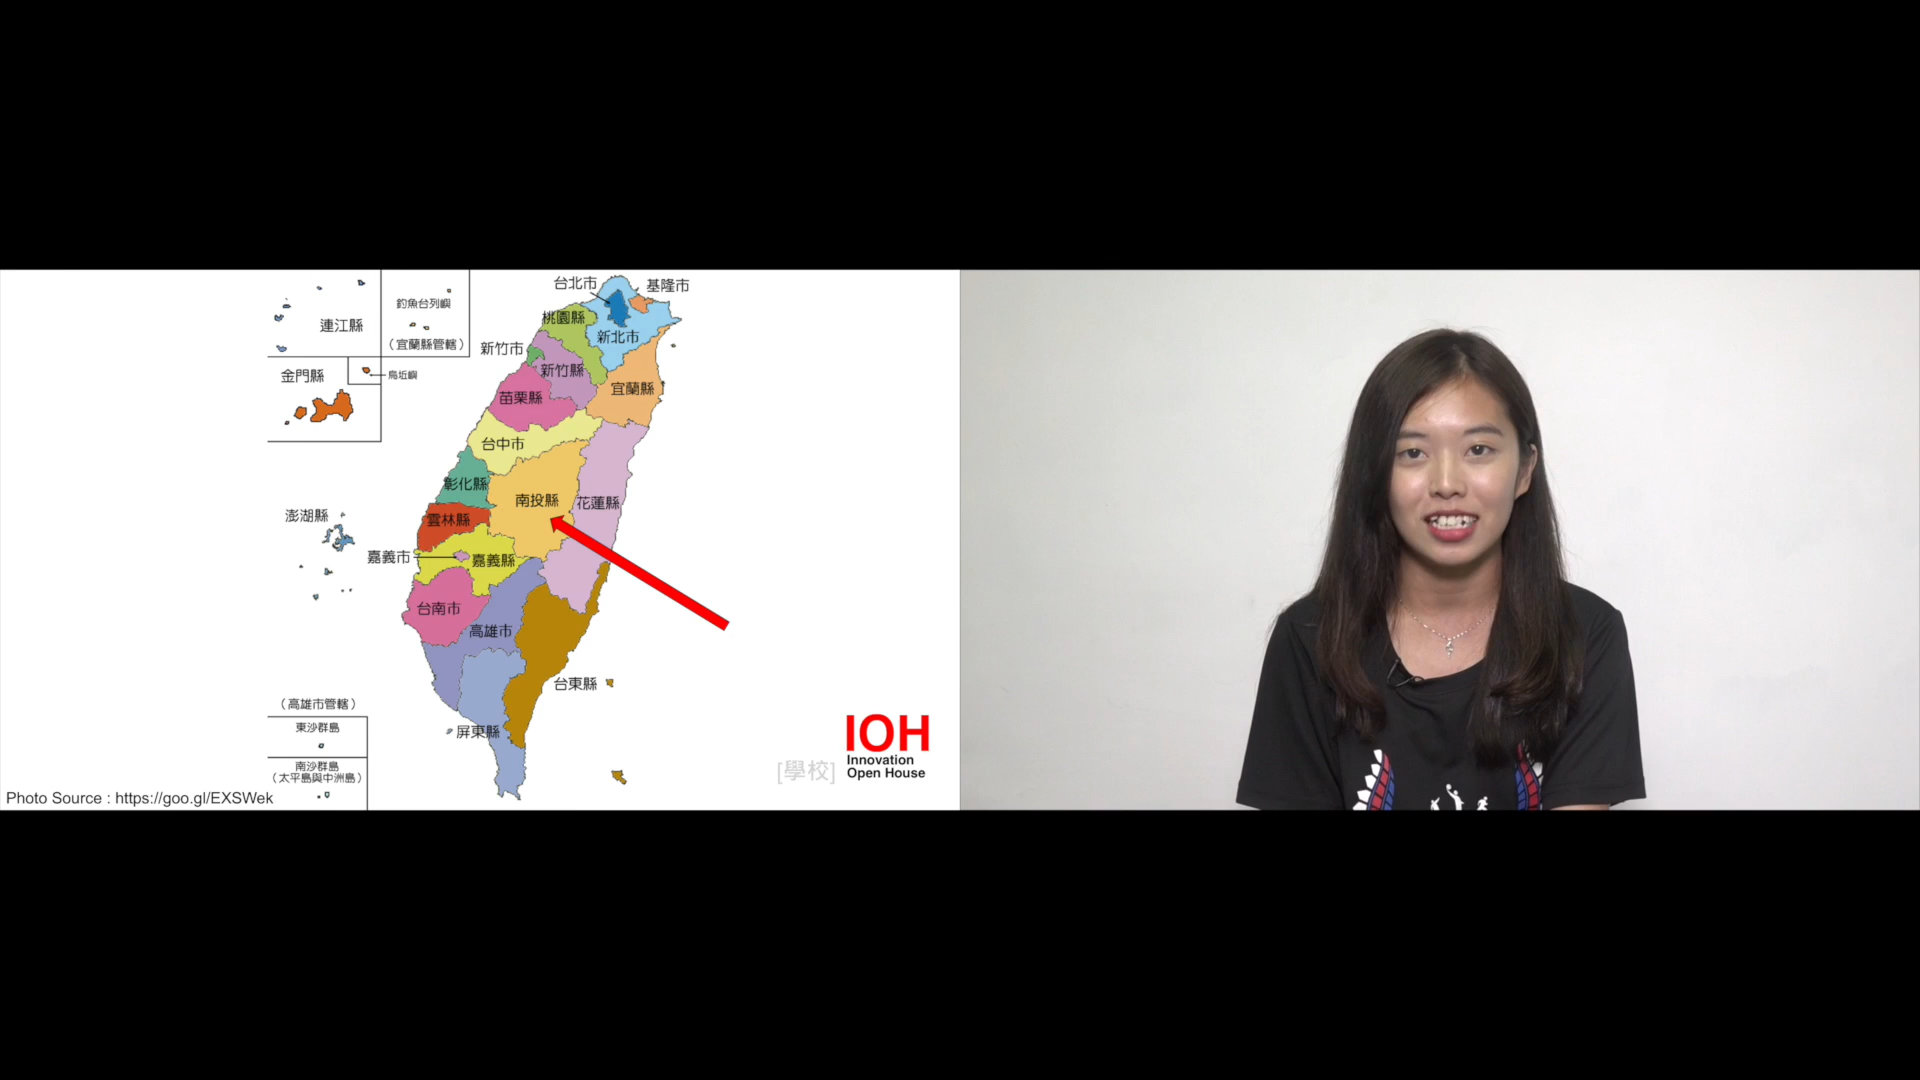 台北市
基隆市
釣魚台列嶼
連江縣
桃園縣
新北市
（宜蘭縣管轄）
新竹市
新竹縣
金門縣
烏坵嶼
宜蘭縣
苗栗縣
台中市
彰化縣
南投縣
花蓮縣
澎湖縣
雲林縣
嘉義市
嘉義縣
台南市
高雄市
台東縣
（高雄市管轄）
東沙群島
屏東縣
南沙群島
（太平島與中洲島）
IOH
Innovation
Open House
[學校]
Photo Source : https://goo.gl/EXSWek